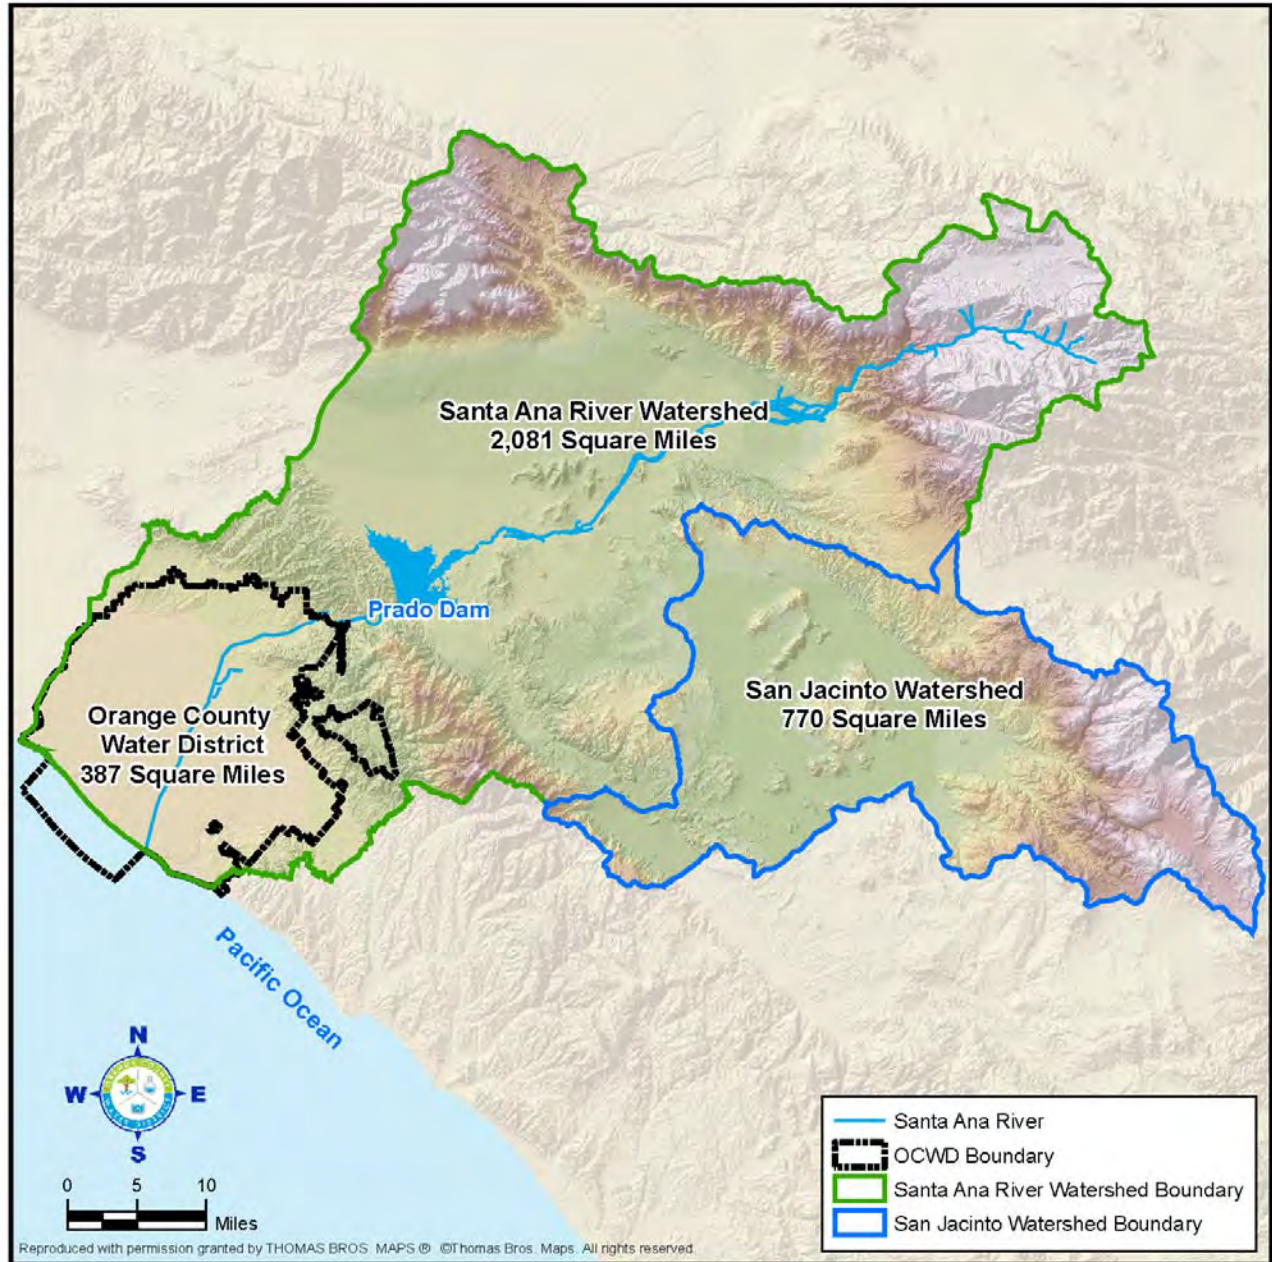 Santa Ana River Watershed
2,081 Square Miles
Prado Dam
San Jacinto Watershed
770 Square Miles
Orange County
Water District
387 Square Miles
Pacific Ocean
N
W E
S
0 5 10
Miles
Santa Ana River
OCWD Boundary
Santa Ana River Watershed Boundary
San Jacinto Watershed Boundary
Reproduced with permission granted by THOMAS BROS MAPS ® ©Thomas Bros. Maps. All rights reserved